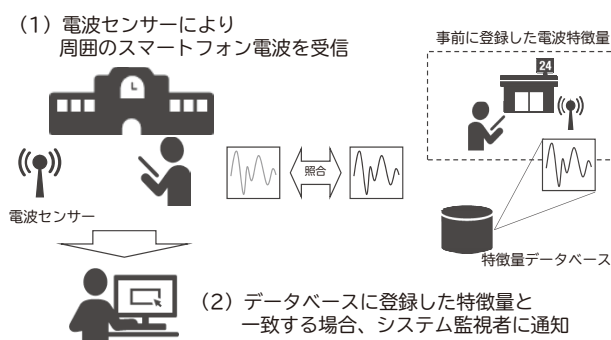 (1) 電波センサーにより
周囲のスマートフォン電波を受信
事前に登録した電波特徴量
24
照合
電波センサー
特徴量データベース
(2) データベースに登録した特徴量と
一致する場合、システム監視者に通知